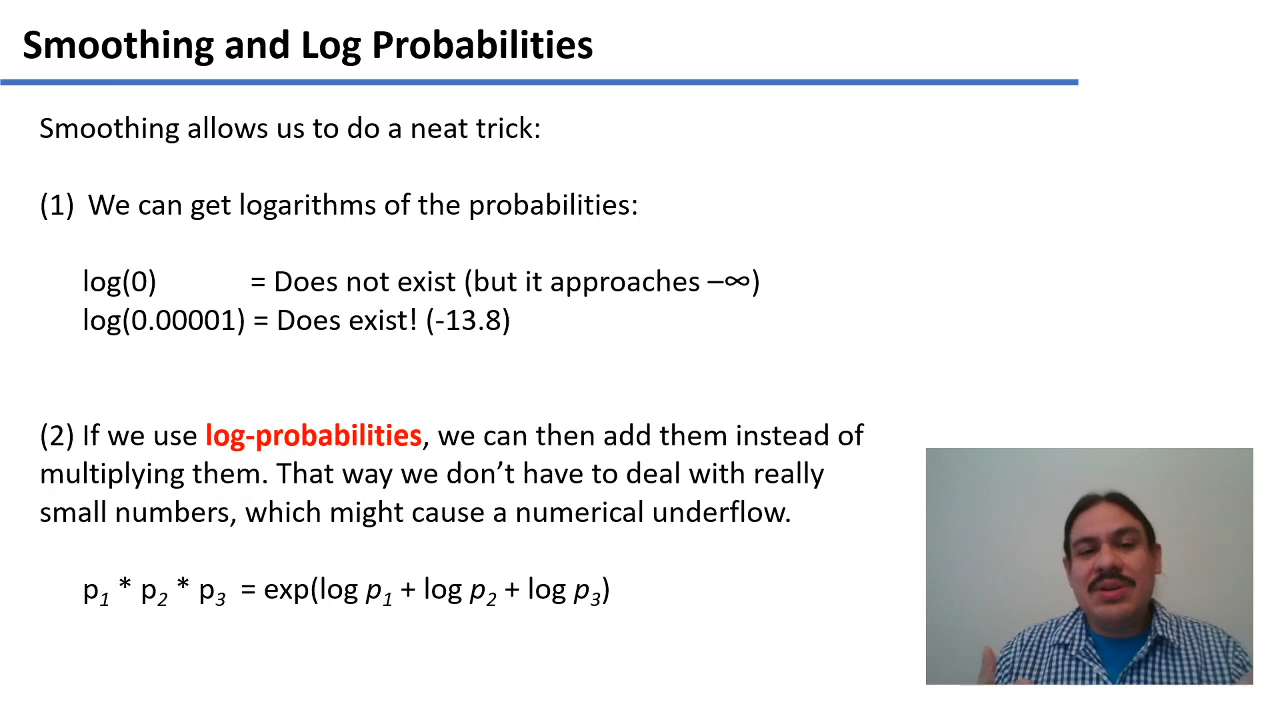 Smoothing and Log Probabilities
Smoothing allows us to do a neat trick:
(1) We can get logarithms of the probabilities:
log(0) = Does not exist (but it approaches –∞)
log(0.00001) = Does exist! (-13.8)
(2) If we use log-probabilities, we can then add them instead of
multiplying them. That way we don’t have to deal with really
small numbers, which might cause a numerical underflow.
p1 * p2 * p3 = exp(log p1 + log p2 + log p3)